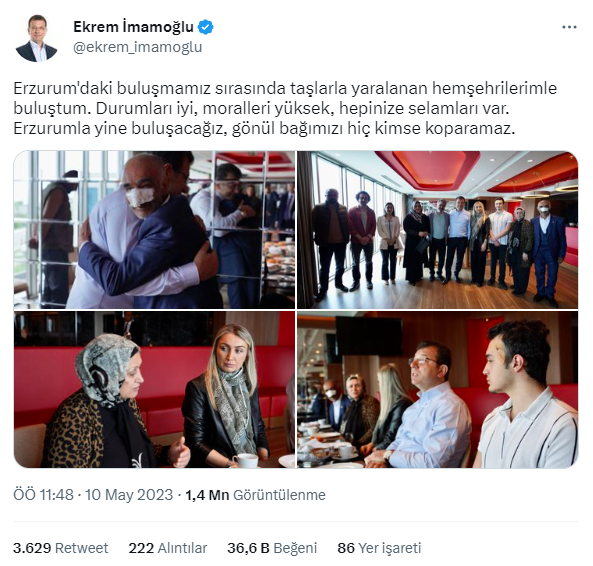 Ekrem İmamoğlu
@ekrem_imamoglu
Erzurum'daki buluşmamız sırasında taşlarla yaralanan hemşehrilerimle
buluştum. Durumları iyi, moralleri yüksek, hepinize selamları var.
Erzurumla yine buluşacağız, gönül bağımızı hiç kimse koparamaz.
ÖÖ 11:48 · 10 May 2023 · 1,4 Mn Görüntülenme
3.629 Retweet 222 Alıntılar 36,6 B Beğeni 86 Yer işareti